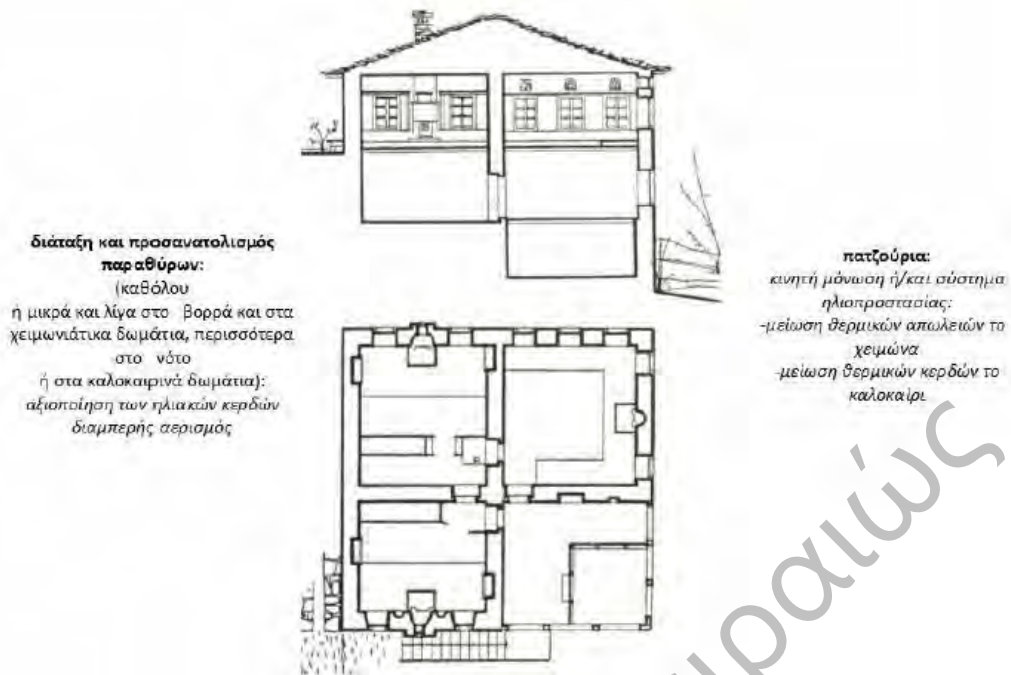 διάταξη και προσανατολισμός
παραθύρων:
(καθόλου
ή μικρά και λίγα στο βορρά και στα
χειμωνιάτικα δωμάτια, περισσότερα
στο νότο
ή στα καλοκαιρινά δωμάτια):
αξιοποίηση των ηλιακών κερδών
διαμπερής αερισμός
πατζούρια:
κινητή μόνωση ή/και σύστημα
ηλιοπροστασίας:
-μείωση θερμικών απωλειών το
χειμώνα
-μείωση θερμικών κερδών το
καλοκαίρι